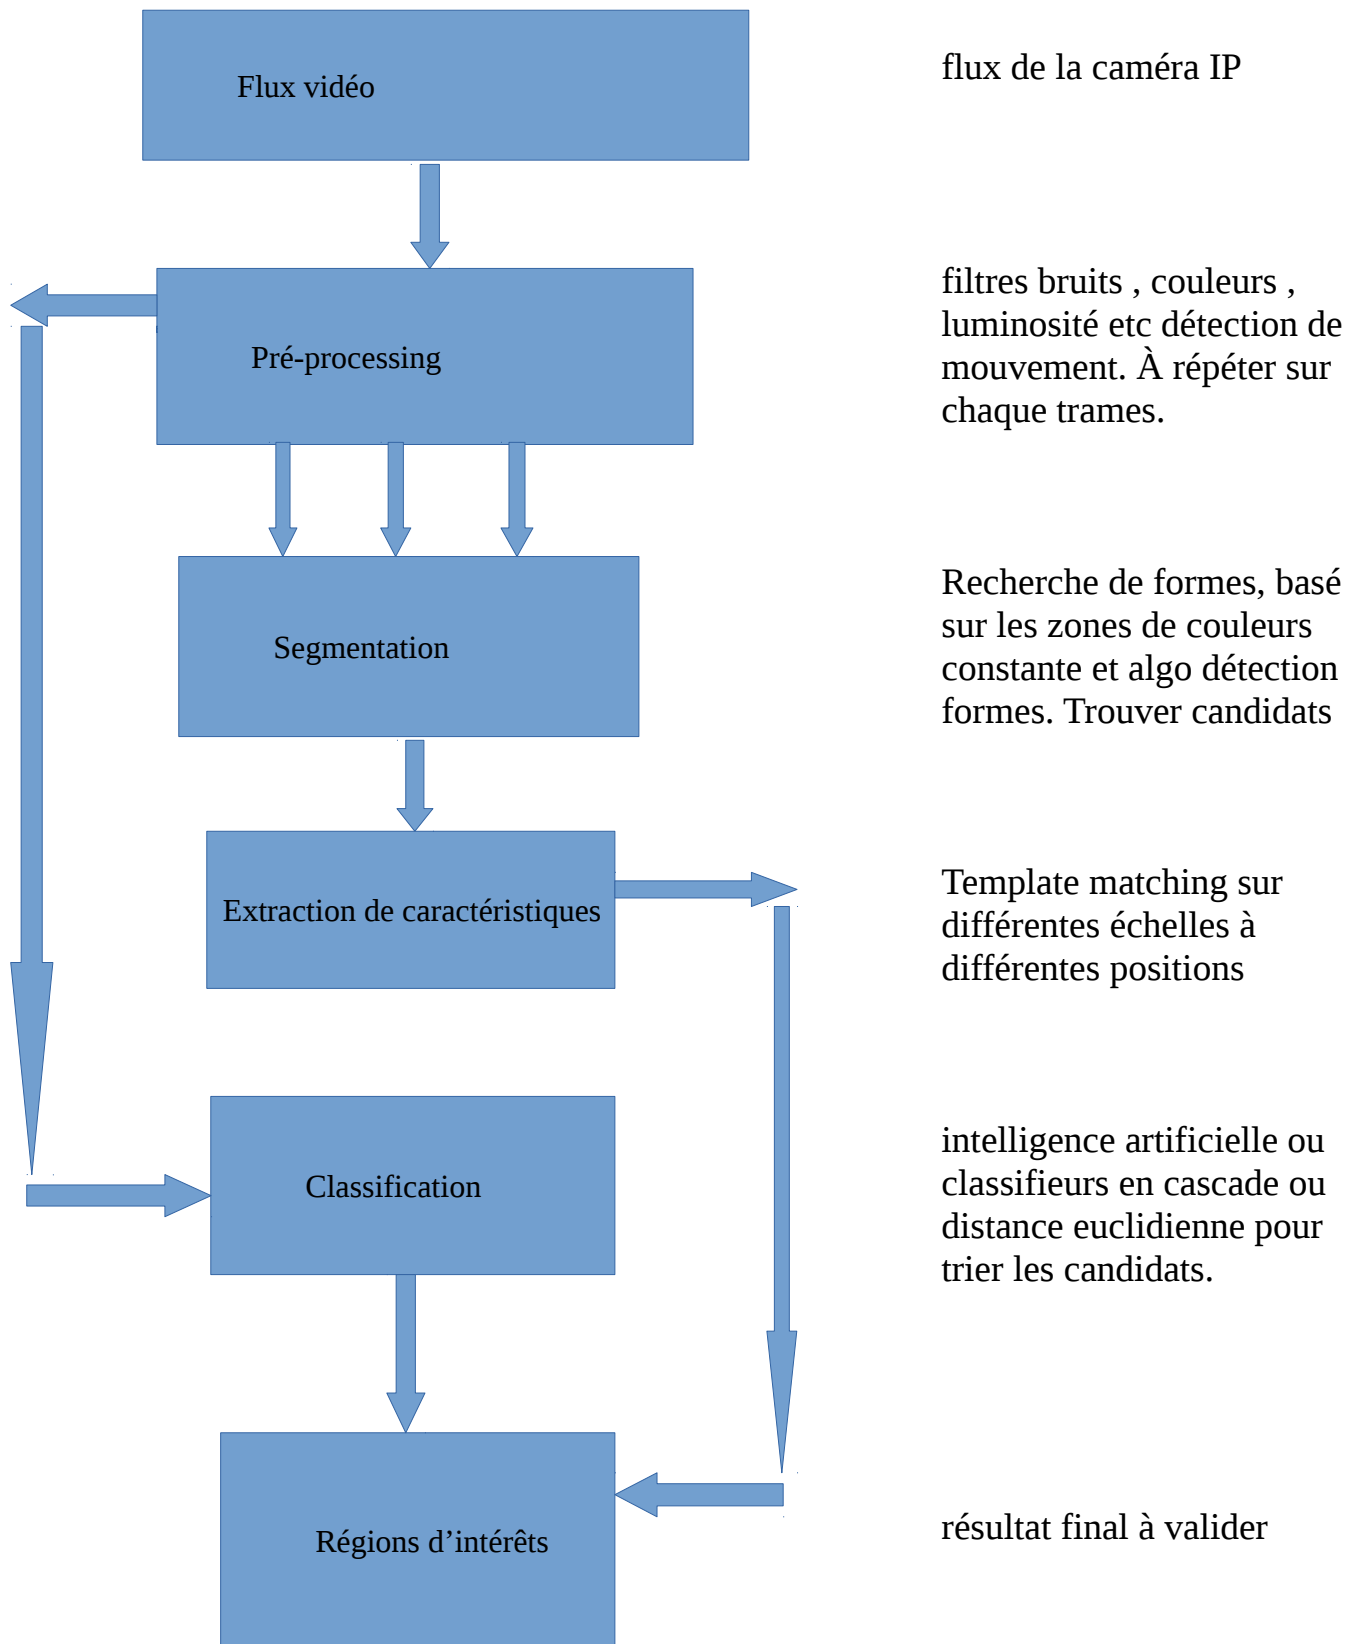 Flux vidéo
flux de la caméra IP
Pré-processing
filtres bruits , couleurs ,
luminosité etc détection de
mouvement. À répéter sur
chaque trames.
Segmentation
Recherche de formes, basé
sur les zones de couleurs
constante et algo détection
formes. Trouver candidats
Extraction de caractéristiques
Template matching sur
différentes échelles à
différentes positions
Classification
intelligence artificielle ou
classifieurs en cascade ou
distance euclidienne pour
trier les candidats.
Régions d’intérêts
résultat final à valider